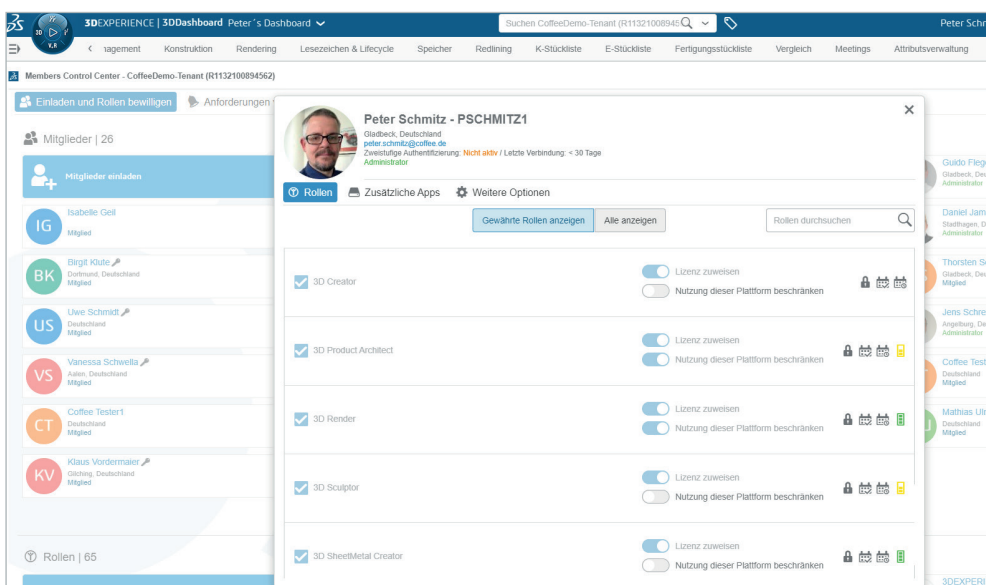 3DEXPERIENCE | 3DDashboard Peter´s Dashboard
Suchen CoffeeDemo-Tenant (R11321008945
Peter Schr
3D
V.R
nagement Konstruktion Rendering Lesezeichen & Lifecycle Speicher Redlining K-Stückliste E-Stückliste Fertigungsstückliste Vergleich Meetings Attributsverwaltung
Members Control Center - CoffeeDemo-Tenant (R1132100894562)
Einladen und Rollen bewilligen Anforderungen
Mitglieder | 26
Mitglieder einladen
IG
Isabelle Geil
Mitglied
BK
Birgit Klute
Dortmund, Deutschland
Mitglied
US
Uwe Schmidt
Deutschland
Mitglied
VS
Vanessa Schwella
Aalen, Deutschland
Mitglied
CT
Coffee Tester1
Deutschland
Mitglied
KV
Klaus Vordermaier
Gilching, Deutschland
Mitglied
Rollen | 65
Peter Schmitz - PSCHMITZ1
Gladbeck, Deutschland
peter.schmitz@coffee.de
Zweistufige Authentifizierung: Nicht aktiv / Letzte Verbindung: < 30 Tage
Administrator
Rollen Zusätzliche Apps Weitere Optionen
Gewährte Rollen anzeigen Alle anzeigen Rollen durchsuchen
3D Creator
Lizenz zuweisen
Nutzung dieser Plattform beschränken
3D Product Architect
Lizenz zuweisen
Nutzung dieser Plattform beschränken
3D Render
Lizenz zuweisen
Nutzung dieser Plattform beschränken
3D Sculptor
Lizenz zuweisen
Nutzung dieser Plattform beschränken
3D SheetMetal Creator
Lizenz zuweisen
Nutzung dieser Plattform beschränken
Guido Fleg
Gladbeck, Deu
Administrator
Daniel Jam
Stadthagen, D
Administrator
Thorsten S
Gladbeck, Deu
Mitglied
Jens Schre
Angelburg, De
Administrator
Coffee Test
Deutschland
Mitglied
Mathias Ulr
Deutschland
Mitglied
3DEXPERI